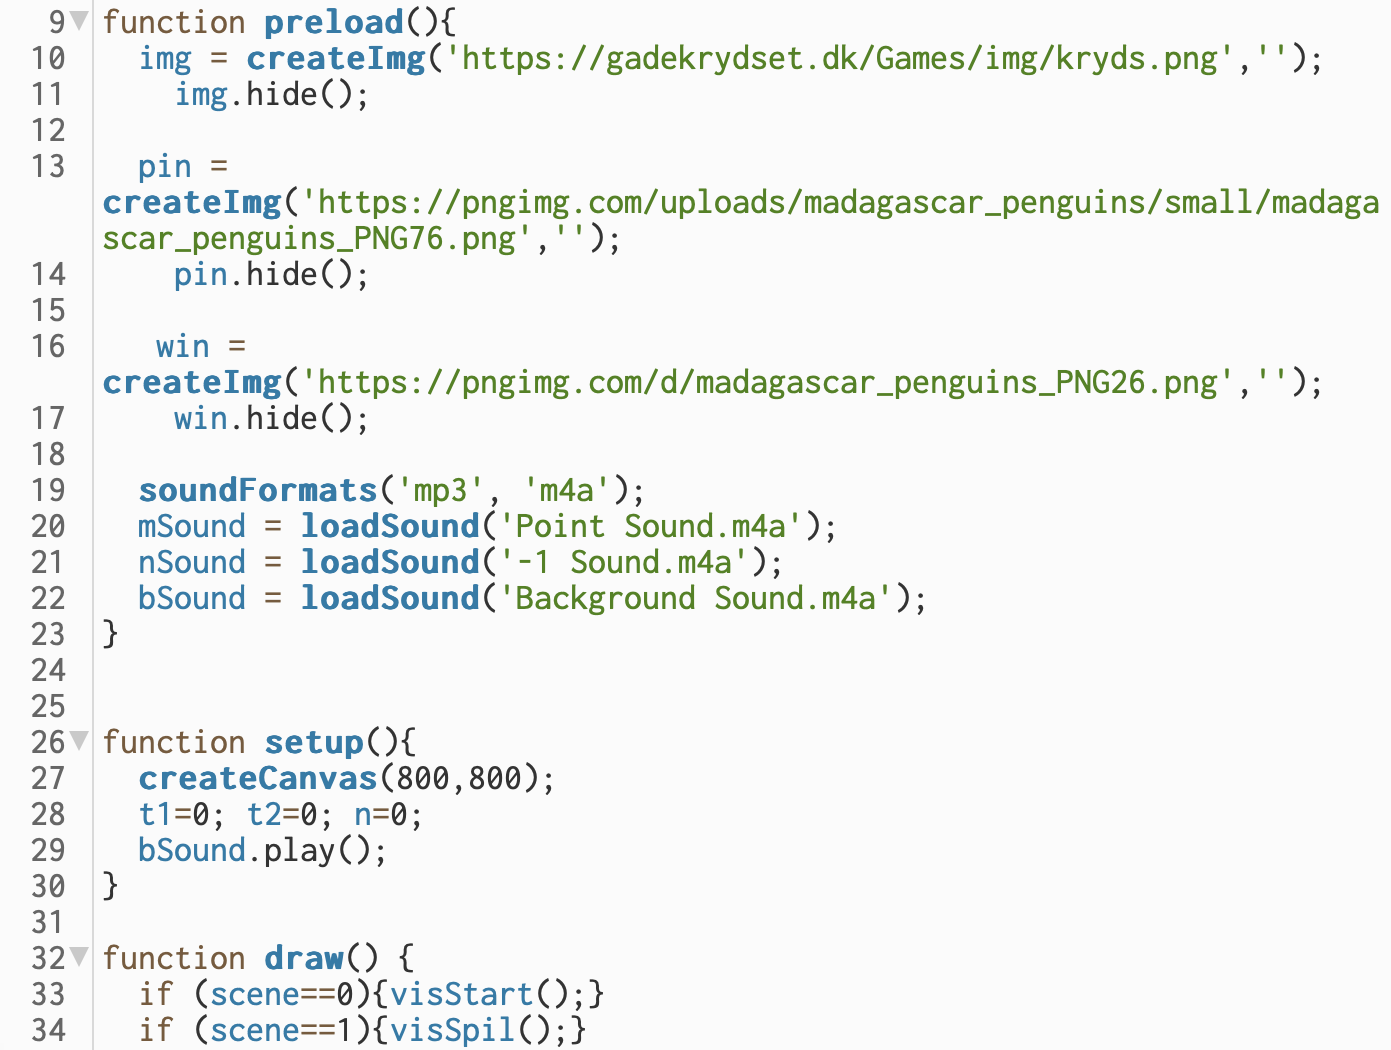 9 function preload(){
10   img = createImg('https://gadekrydset.dk/Games/img/kryds.png','');
11     img.hide();
12
13   pin =
createImg('https://pngimg.com/uploads/madagascar_penguins/small/madaga
scar_penguins_PNG76.png','');
14     pin.hide();
15
16    win =
createImg('https://pngimg.com/d/madagascar_penguins_PNG26.png','');
17     win.hide();
18
19   soundFormats('mp3', 'm4a');
20   mSound = loadSound('Point Sound.m4a');
21   nSound = loadSound('-1 Sound.m4a');
22   bSound = loadSound('Background Sound.m4a');
23 }
24
25
26 function setup(){
27   createCanvas(800,800);
28   t1=0; t2=0; n=0;
29   bSound.play();
30 }
31
32 function draw() {
33   if (scene==0){visStart();}
34   if (scene==1){visSpil();}